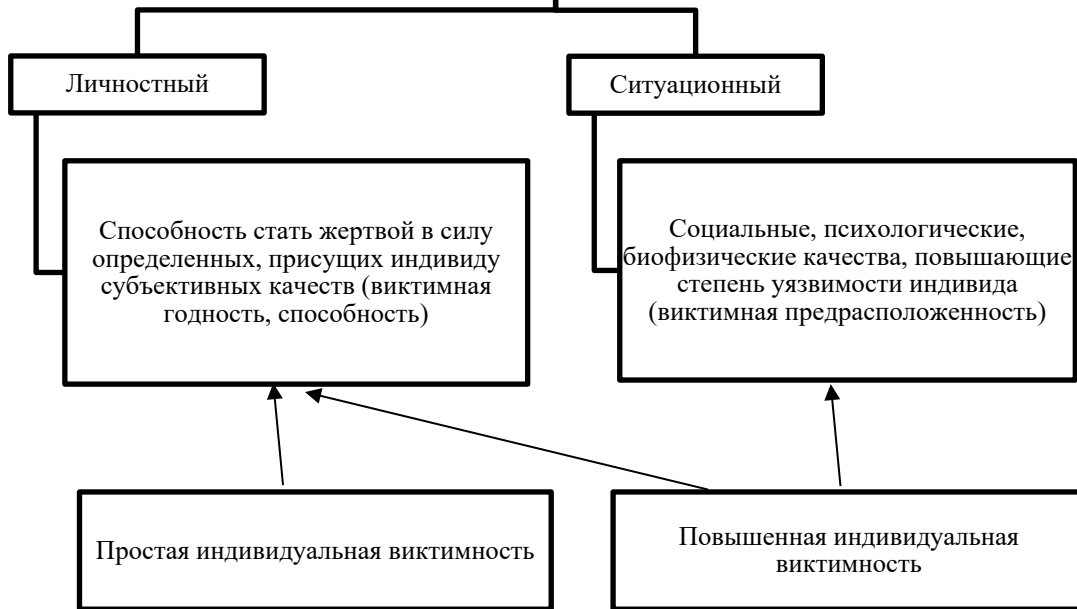 Личностный
Ситуационный
Способность стать жертвой в силу
определенных, присущих индивиду
субъективных качеств (виктимная
годность, способность)
Социальные, психологические,
биофизические качества, повышающие
степень уязвимости индивида
(виктимная предрасположенность)
Простая индивидуальная виктимность
Повышенная индивидуальная
виктимность